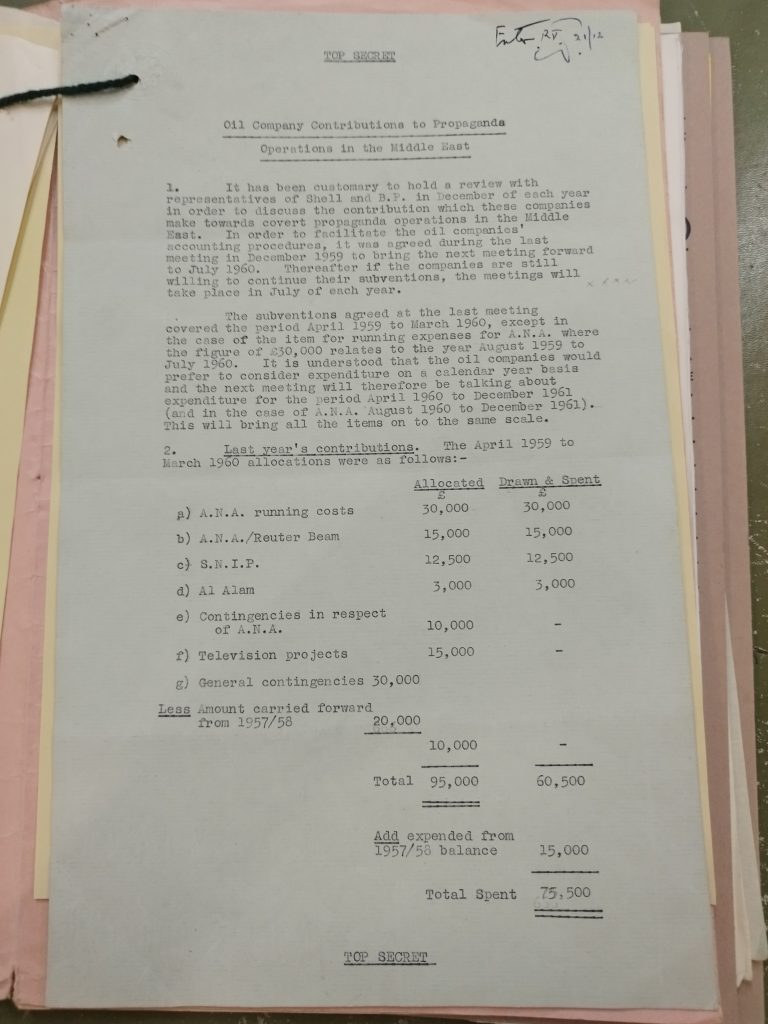 TOP SECRET
R.V. 21/12
Oil Company Contributions to Propaganda
Operations in the Middle East
1. It has been customary to hold a review with
representatives of Shell and B.P. in December of each year
in order to discuss the contribution which these companies
make towards covert propaganda operations in the Middle
East. In order to facilitate the oil companies'
accounting procedures, it was agreed during the last
meeting in December 1959 to bring the next meeting forward
to July 1960. Thereafter if the companies are still
willing to continue their subventions, the meetings will
take place in July of each year.
The subventions agreed at the last meeting
covered the period April 1959 to March 1960, except in
the case of the item for running expenses for A.N.A. where
the figure of £30,000 relates to the year August 1959 to
July 1960. It is understood that the oil companies would
prefer to consider expenditure on a calendar year basis
and the next meeting will therefore be talking about
expenditure for the period April 1960 to December 1961
(and in the case of A.N.A. August 1960 to December 1961).
This will bring all the items on to the same scale.
2. Last year's contributions. The April 1959 to
March 1960 allocations were as follows:-
Allocated Drawn & Spent
£ £
a) A.N.A. running costs 30,000 30,000
b) A.N.A./Reuter Beam 15,000 15,000
c) S.N.I.P. 12,500 12,500
d) Al Alam 3,000 3,000
e) Contingencies in respect
of A.N.A. 10,000 -
f) Television projects 15,000 -
g) General contingencies 30,000
Less Amount carried forward
from 1957/58 20,000
10,000 -
Total 95,000 60,500
Add expended from
1957/58 balance 15,000
Total Spent 75,500
TOP SECRET